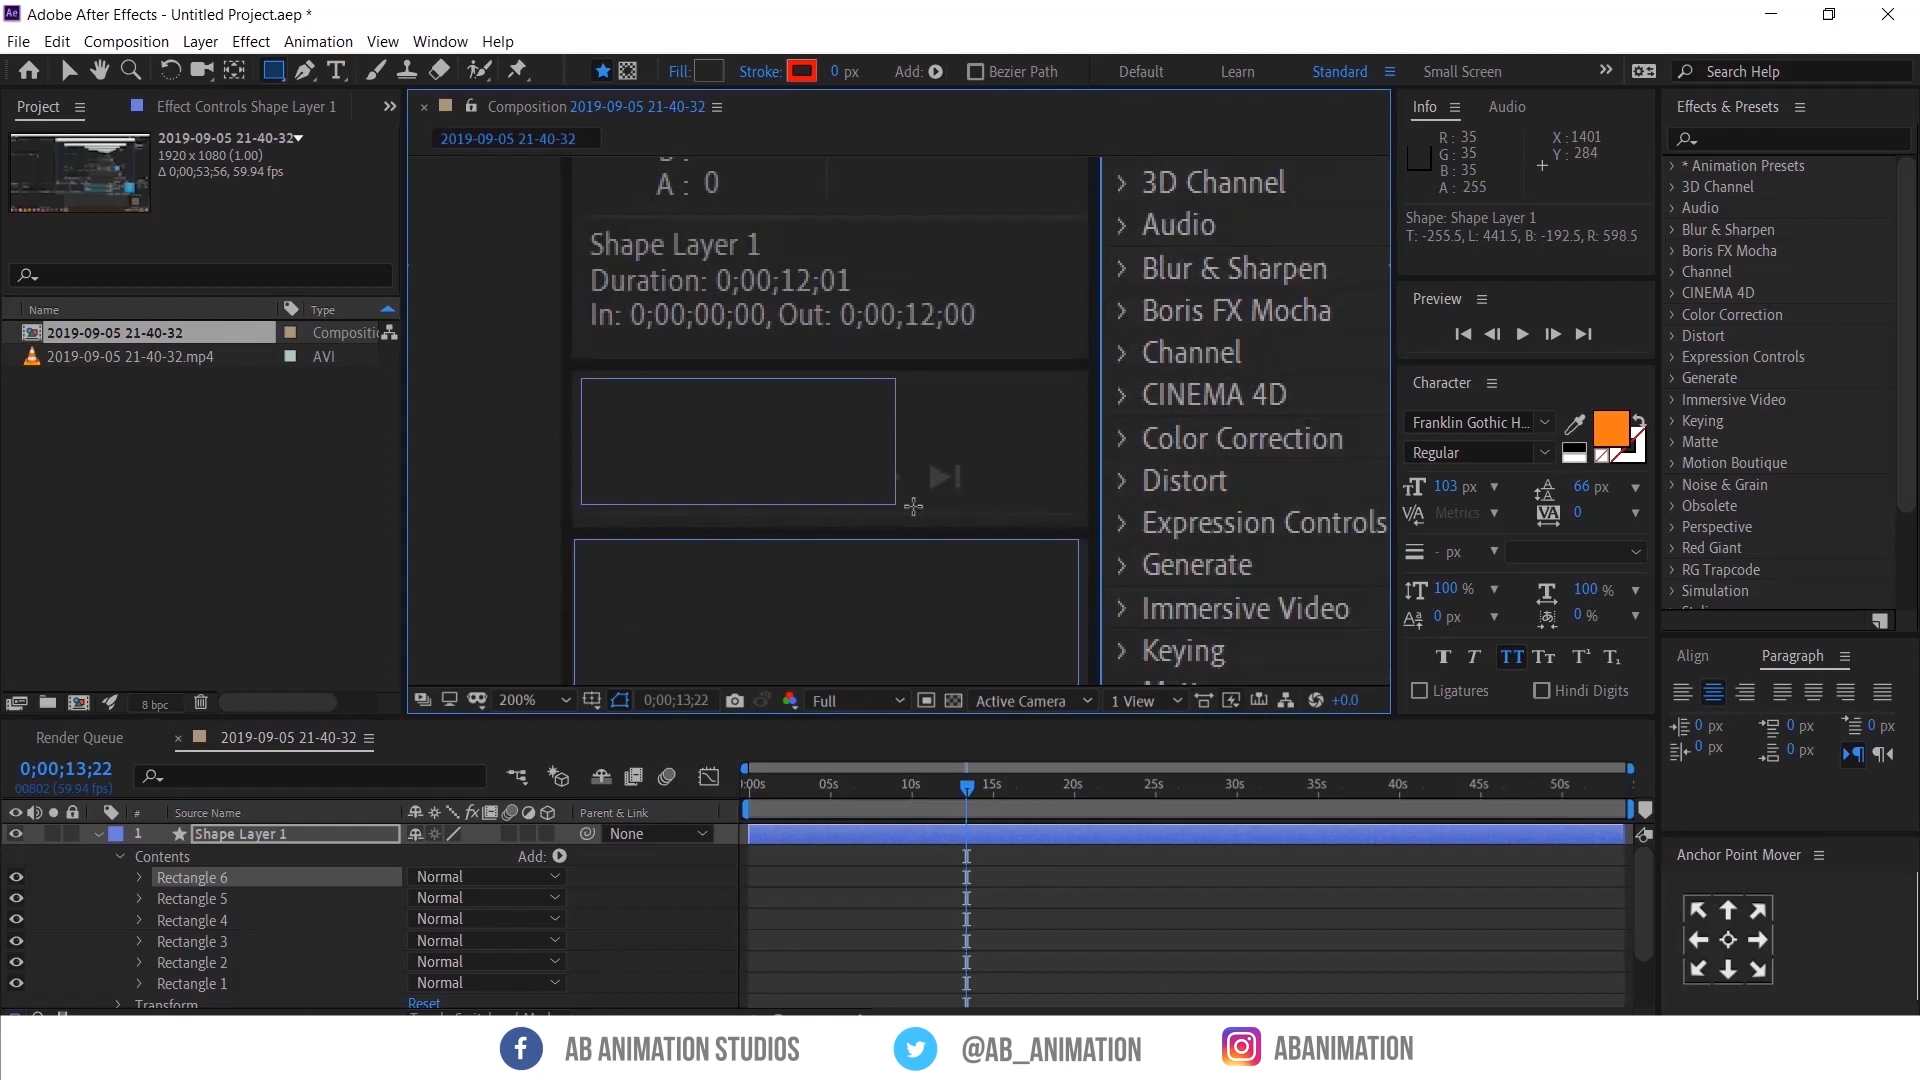 Adobe After Effects - Untitled Project.aep *
File Edit Composition Layer Effect Animation View Window Help
Fill: Stroke: 0 px Add: Bezier Path Default Learn Standard Small Screen Search Help
Project Effect Controls Shape Layer 1
2019-09-05 21-40-32
1920 x 1080 (1.00)
Δ 0;00;53;56, 59.94 fps
Name Type
2019-09-05 21-40-32 Compositi
2019-09-05 21-40-32.mp4 AVI
8 bpc
Composition 2019-09-05 21-40-32
2019-09-05 21-40-32
A : 0
Shape Layer 1
Duration: 0;00;12;01
In: 0;00;00;00, Out: 0;00;12;00
3D Channel
Audio
Blur & Sharpen
Boris FX Mocha
Channel
CINEMA 4D
Color Correction
Distort
Expression Controls
Generate
Immersive Video
Keying
200% 0;00;13;22 Full Active Camera 1 View +0.0
Info Audio
R : 35
G : 35
B : 35
A : 255
X : 1401
Y : 284
Shape: Shape Layer 1
T: -255.5, L: 441.5, B: -192.5, R: 598.5
Preview
Character
Franklin Gothic H...
Regular
103 px 66 px
Metrics 0
- px
100 % 100 %
0 px 0 %
Ligatures Hindi Digits
Effects & Presets
* Animation Presets
3D Channel
Audio
Blur & Sharpen
Boris FX Mocha
Channel
CINEMA 4D
Color Correction
Distort
Expression Controls
Generate
Immersive Video
Keying
Matte
Motion Boutique
Noise & Grain
Obsolete
Perspective
Red Giant
RG Trapcode
Simulation
Align Paragraph
0 px 0 px 0 px
0 px 0 px
Anchor Point Mover
Render Queue 2019-09-05 21-40-32
0;00;13;22
00802 (59.94 fps)
:00s 05s 10s 15s 20s 25s 30s 35s 40s 45s 50s
# Source Name Parent & Link
1 Shape Layer 1 None
Contents Add:
Rectangle 6 Normal
Rectangle 5 Normal
Rectangle 4 Normal
Rectangle 3 Normal
Rectangle 2 Normal
Rectangle 1 Normal
Transform Reset
AB ANIMATION STUDIOS @AB_ANIMATION ABANIMATION